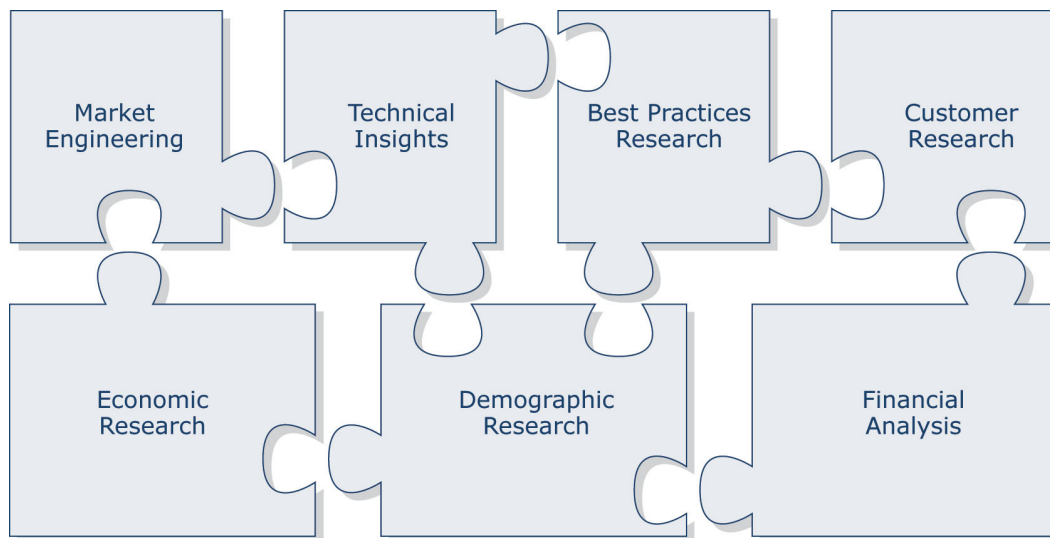 Market
Engineering
Technical
Insights
Best Practices
Research
Customer
Research
Economic
Research
Demographic
Research
Financial
Analysis